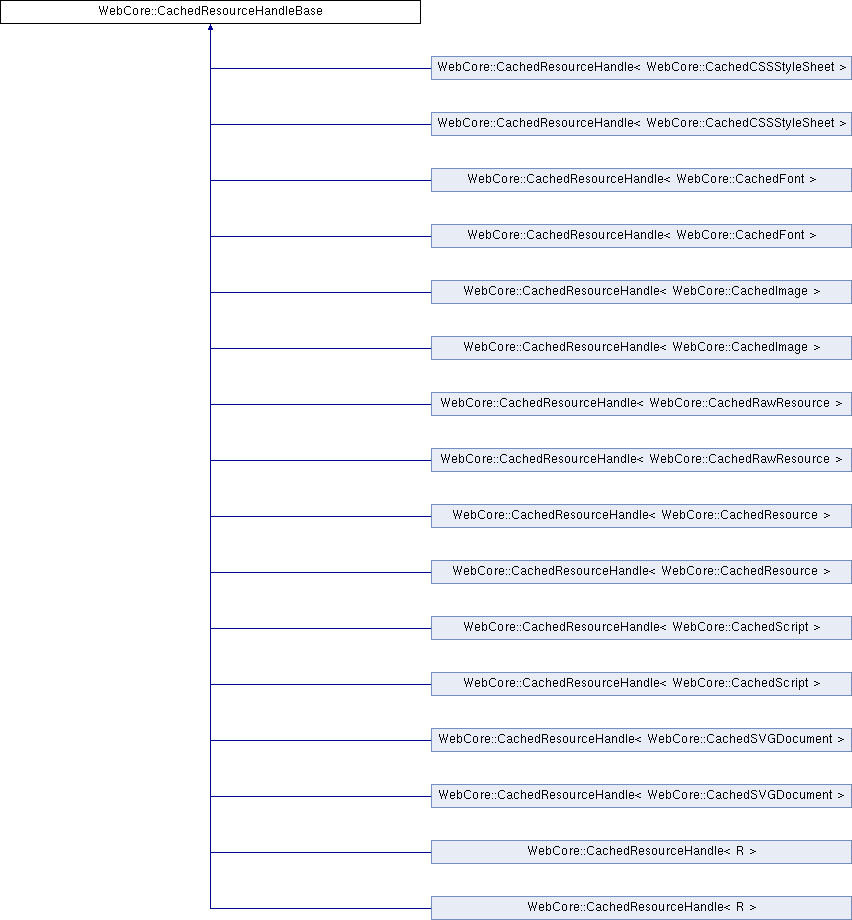 WebCore::CachedResourceHandleBase
WebCore::CachedResourceHandle< WebCore::CachedCSSStyleSheet >
WebCore::CachedResourceHandle< WebCore::CachedCSSStyleSheet >
WebCore::CachedResourceHandle< WebCore::CachedFont >
WebCore::CachedResourceHandle< WebCore::CachedFont >
WebCore::CachedResourceHandle< WebCore::CachedImage >
WebCore::CachedResourceHandle< WebCore::CachedImage >
WebCore::CachedResourceHandle< WebCore::CachedRawResource >
WebCore::CachedResourceHandle< WebCore::CachedRawResource >
WebCore::CachedResourceHandle< WebCore::CachedResource >
WebCore::CachedResourceHandle< WebCore::CachedResource >
WebCore::CachedResourceHandle< WebCore::CachedScript >
WebCore::CachedResourceHandle< WebCore::CachedScript >
WebCore::CachedResourceHandle< WebCore::CachedSVGDocument >
WebCore::CachedResourceHandle< WebCore::CachedSVGDocument >
WebCore::CachedResourceHandle< R >
WebCore::CachedResourceHandle< R >